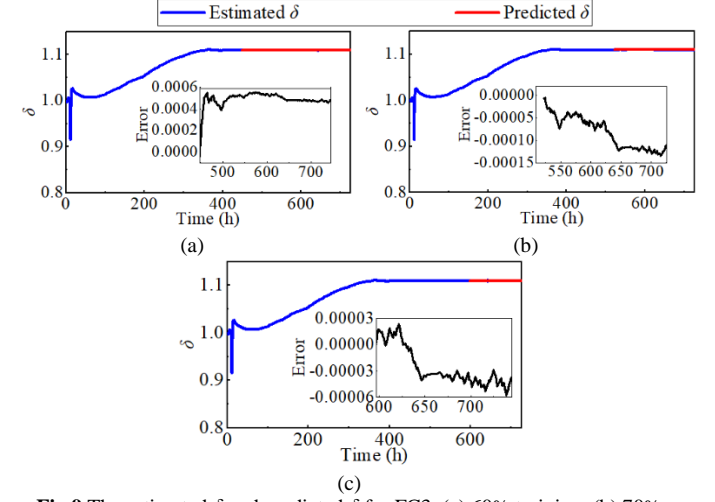 Estimated δ Predicted δ
1.1
1.0
0.9
0.8
δ
0 200 400 600
Time (h)
0.0006
0.0004
0.0002
0.0000
Error
500 600 700
(a)
1.1
1.0
0.9
0.8
δ
0 200 400 600
Time (h)
0.00000
-0.00005
-0.00010
-0.00015
Error
550 600 650 700
(b)
1.1
1.0
0.9
0.8
δ
0 200 400 600
Time (h)
0.00003
0.00000
-0.00003
-0.00006
Error
600 650 700
(c)